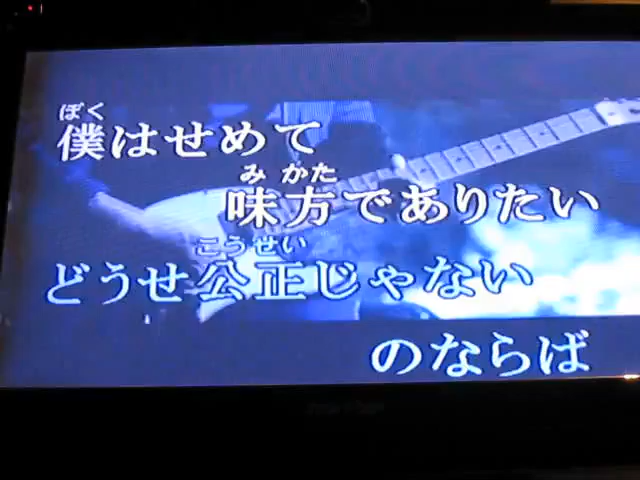 ぼく
僕はせめて
みかた
味方でありたい
こうせい
どうせ公正じゃない
のならば